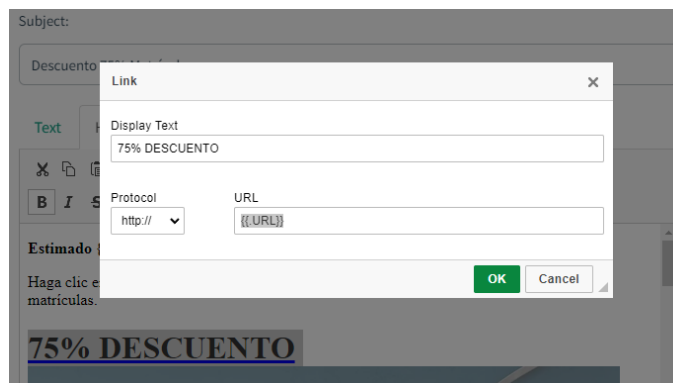 Subject:
Descuento
Link
Text
Display Text
75% DESCUENTO
Protocol
URL
http://
{{.URL}}
B I S
Estimado
Haga clic e
matrículas.
OK
Cancel
75% DESCUENTO